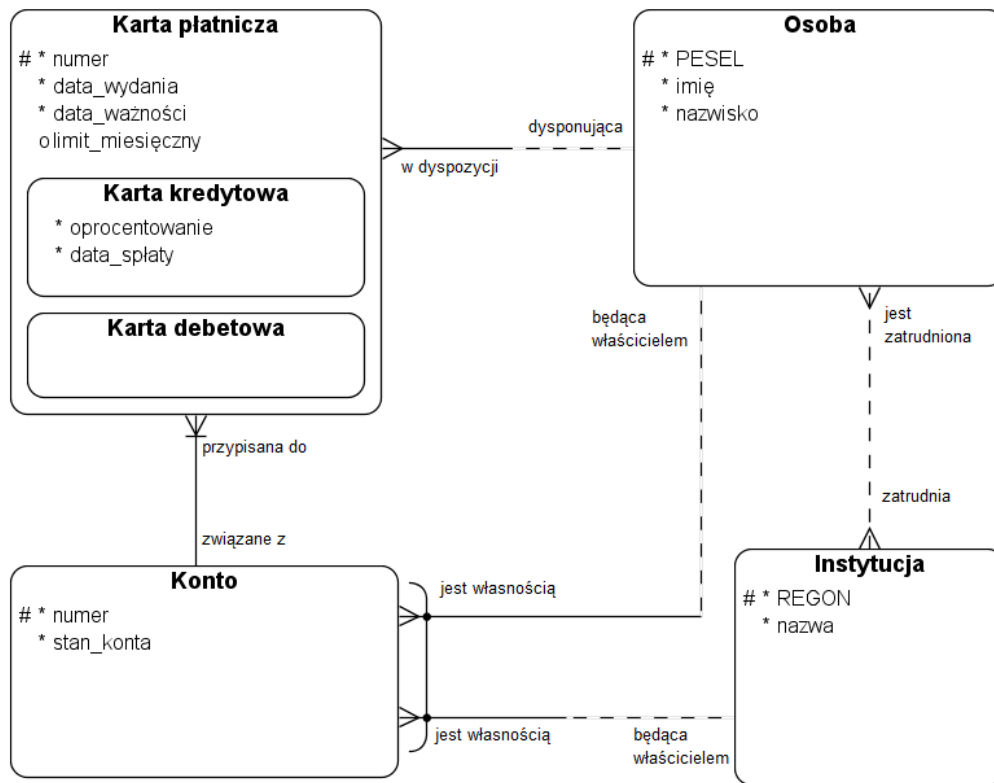 Karta płatnicza
# * numer
* data_wydania
* data_ważności
o limit_miesięczny
Karta kredytowa
* oprocentowanie
* data_spłaty
Karta debetowa
Osoba
# * PESEL
* imię
* nazwisko
dysponująca
w dyspozycji
będąca
właścicielem
jest
zatrudniona
przypisana do
zatrudnia
związane z
Konto
# * numer
* stan_konta
jest własnością
Instytucja
# * REGON
* nazwa
jest własnością
będąca
właścicielem